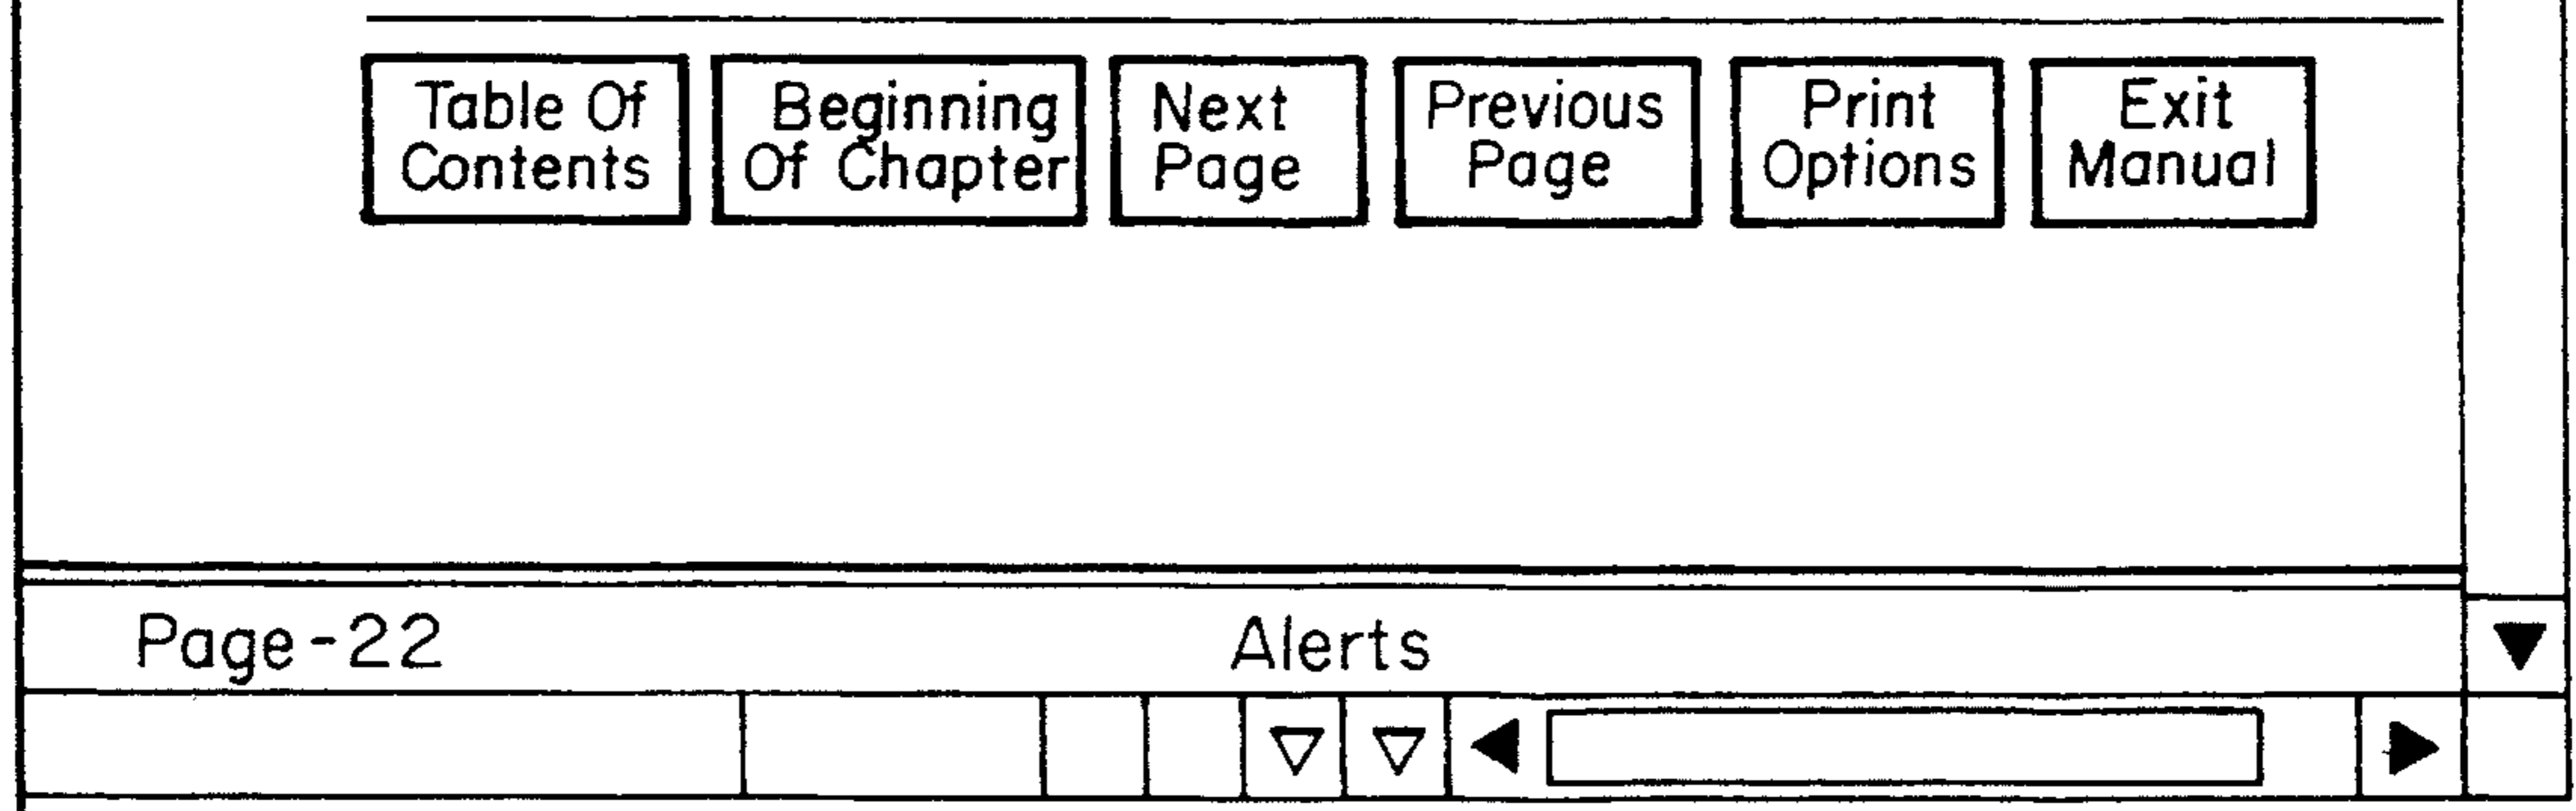 Table Of Beginning Next Previous Print Exit
Contents Of Chapter Page Page Options Manual
Page-22 Alerts